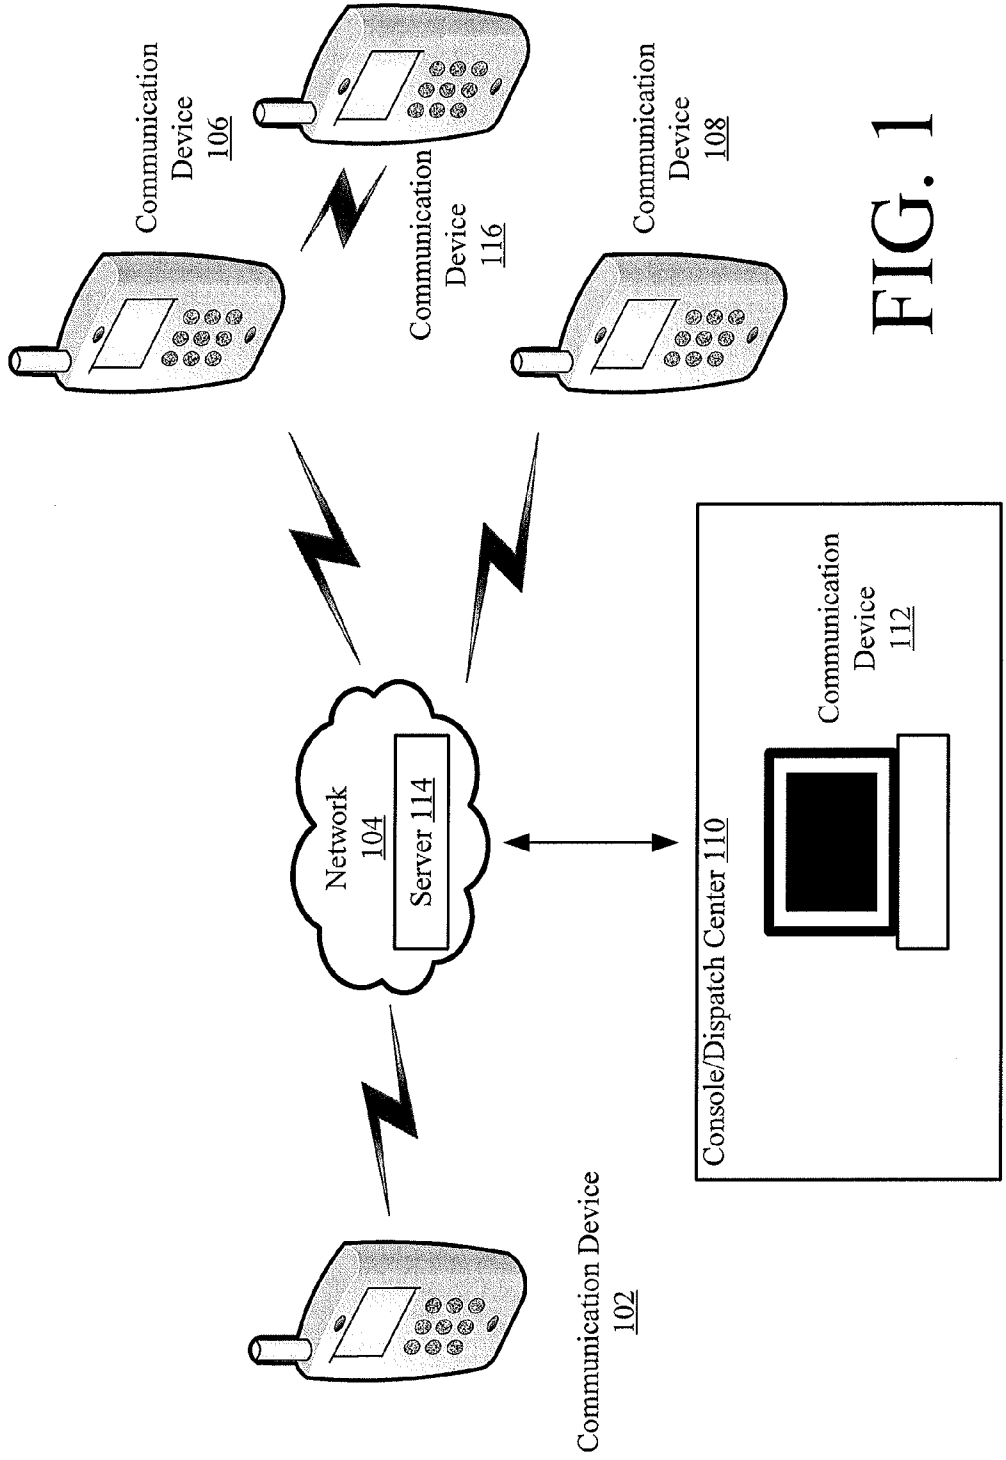 Communication
Device
106
Communication
Device
116
Communication
Device
108
Network
104
Server 114
Communication Device
102
Console/Dispatch Center 110
Communication
Device
112
FIG. 1